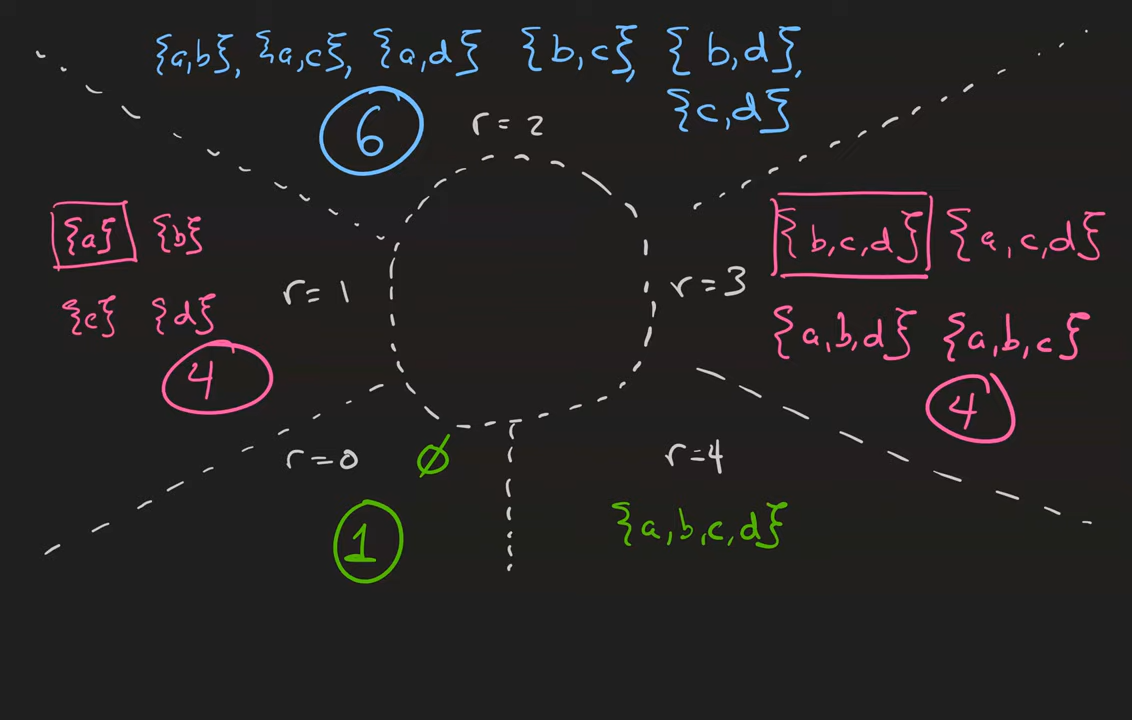 {a,b}, {a,c}, {a,d} {b,c}, {b,d},
{c,d}
6
r = 2
{a} {b}
{c} {d}
4
r = 1
r = 3
{b,c,d} {a,c,d}
{a,b,d} {a,b,c}
4
r = 0
∅
1
r = 4
{a,b,c,d}